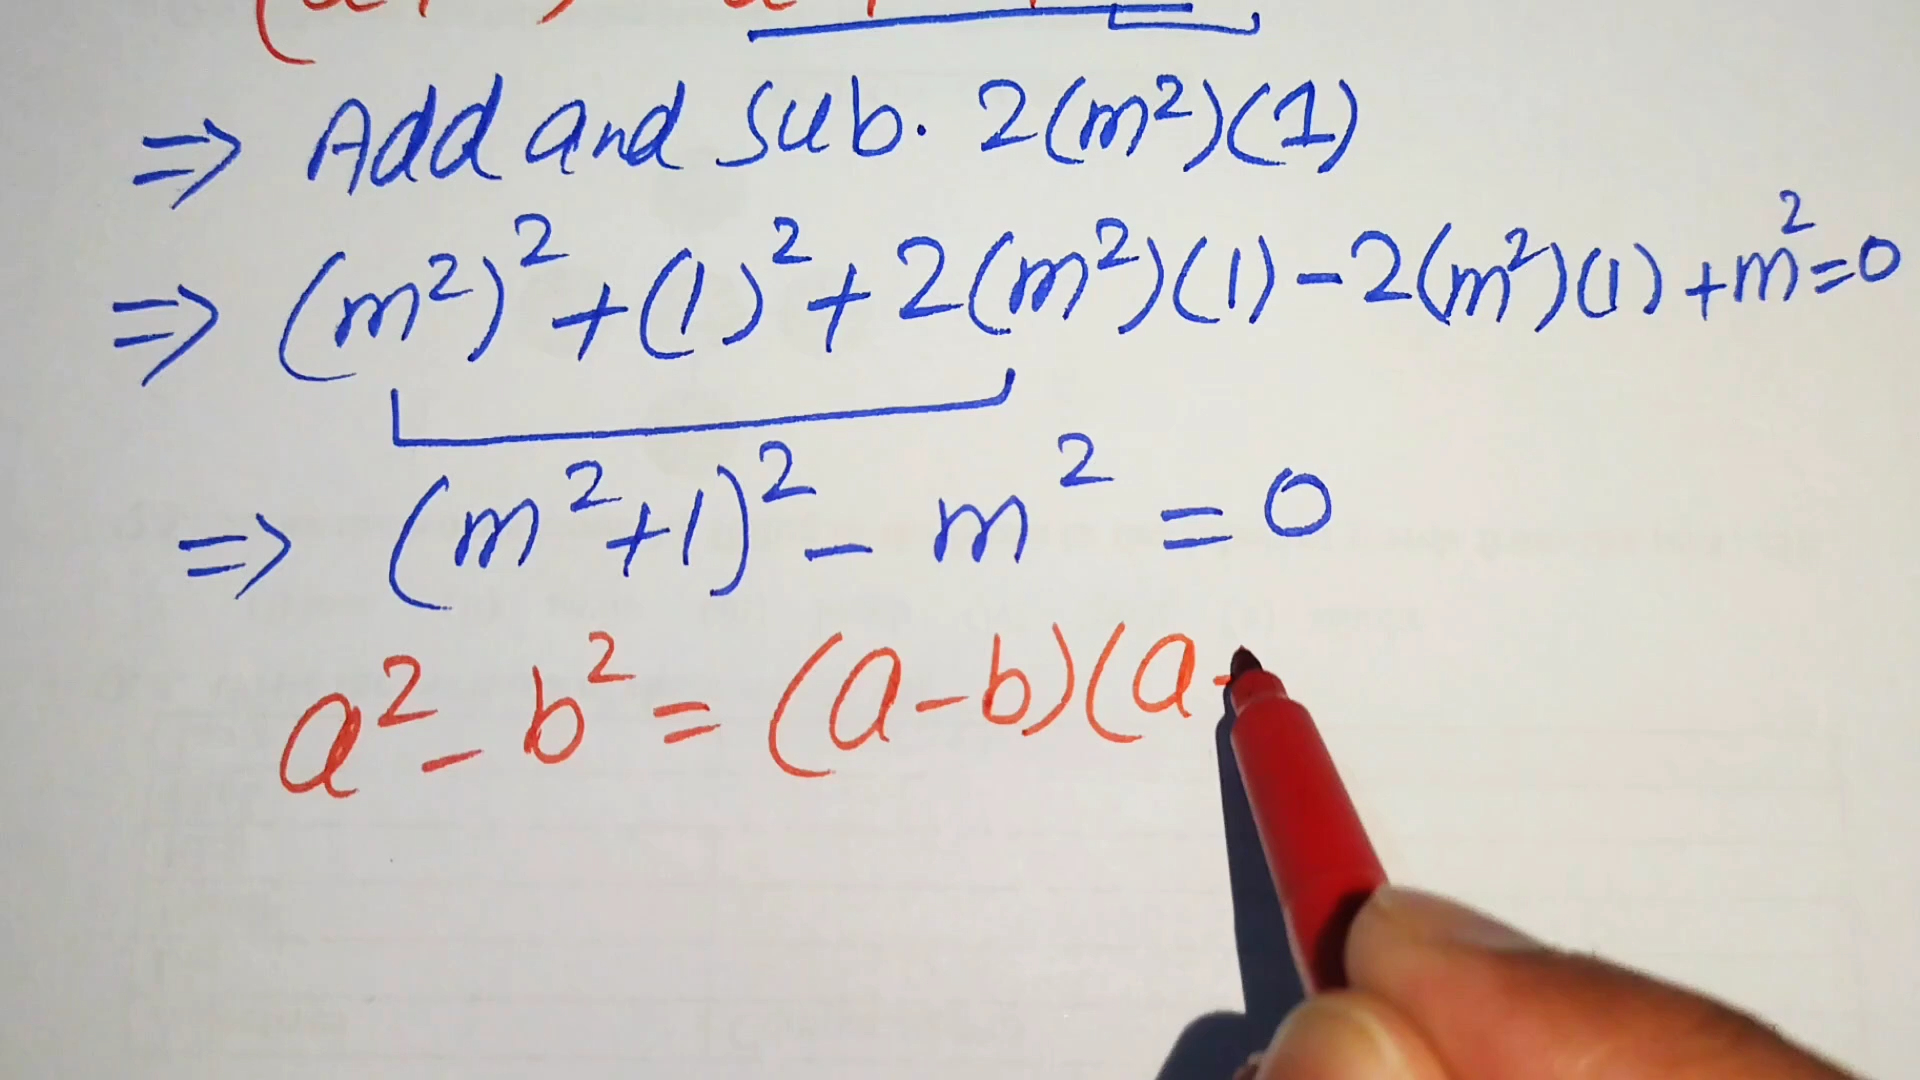 ⇒ Add and sub. 2(m²)(1)
⇒ (m²)² + (1)² + 2(m²)(1) - 2(m²)(1) + m² = 0
⇒ (m²+1)² - m² = 0
a² - b² = (a-b)(a-